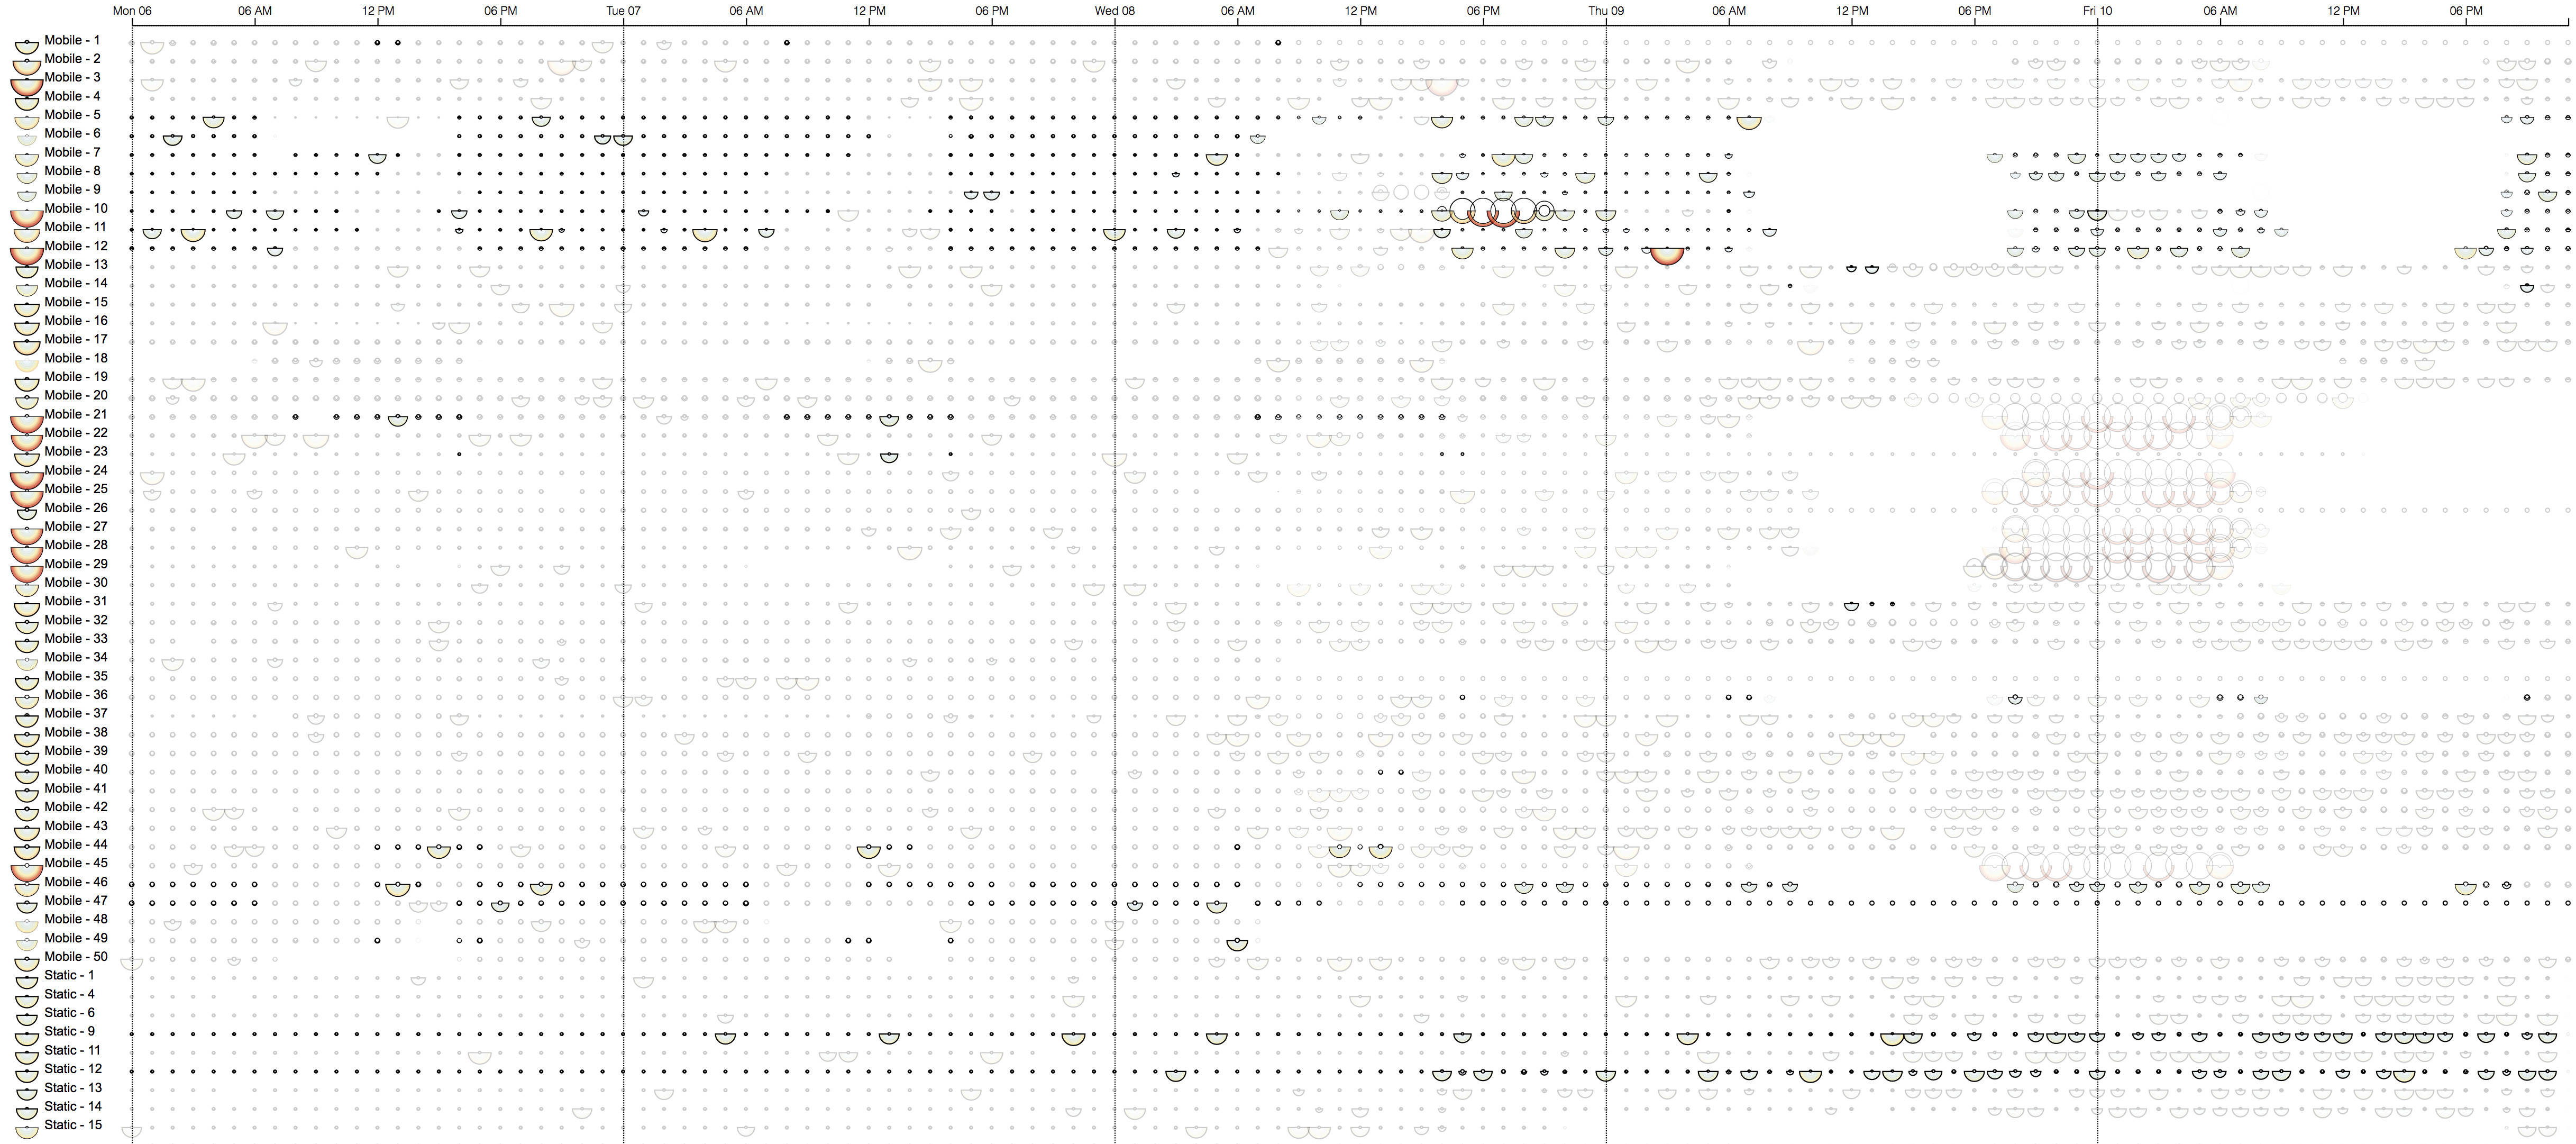 Mon 06 06 AM 12 PM 06 PM Tue 07 06 AM 12 PM 06 PM Wed 08 06 AM 12 PM 06 PM Thu 09 06 AM 12 PM 06 PM Fri 10 06 AM 12 PM 06 PM
Mobile - 1
Mobile - 2
Mobile - 3
Mobile - 4
Mobile - 5
Mobile - 6
Mobile - 7
Mobile - 8
Mobile - 9
Mobile - 10
Mobile - 11
Mobile - 12
Mobile - 13
Mobile - 14
Mobile - 15
Mobile - 16
Mobile - 17
Mobile - 18
Mobile - 19
Mobile - 20
Mobile - 21
Mobile - 22
Mobile - 23
Mobile - 24
Mobile - 25
Mobile - 26
Mobile - 27
Mobile - 28
Mobile - 29
Mobile - 30
Mobile - 31
Mobile - 32
Mobile - 33
Mobile - 34
Mobile - 35
Mobile - 36
Mobile - 37
Mobile - 38
Mobile - 39
Mobile - 40
Mobile - 41
Mobile - 42
Mobile - 43
Mobile - 44
Mobile - 45
Mobile - 46
Mobile - 47
Mobile - 48
Mobile - 49
Mobile - 50
Static - 1
Static - 4
Static - 6
Static - 9
Static - 11
Static - 12
Static - 13
Static - 14
Static - 15